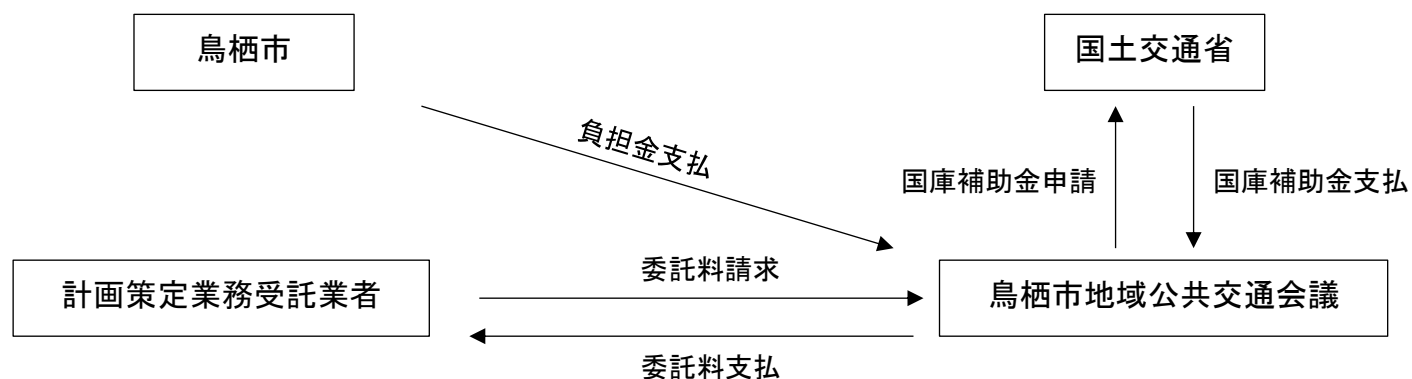 鳥栖市
国土交通省
負担金支払
国庫補助金申請
国庫補助金支払
委託料請求
計画策定業務受託業者
鳥栖市地域公共交通会議
委託料支払